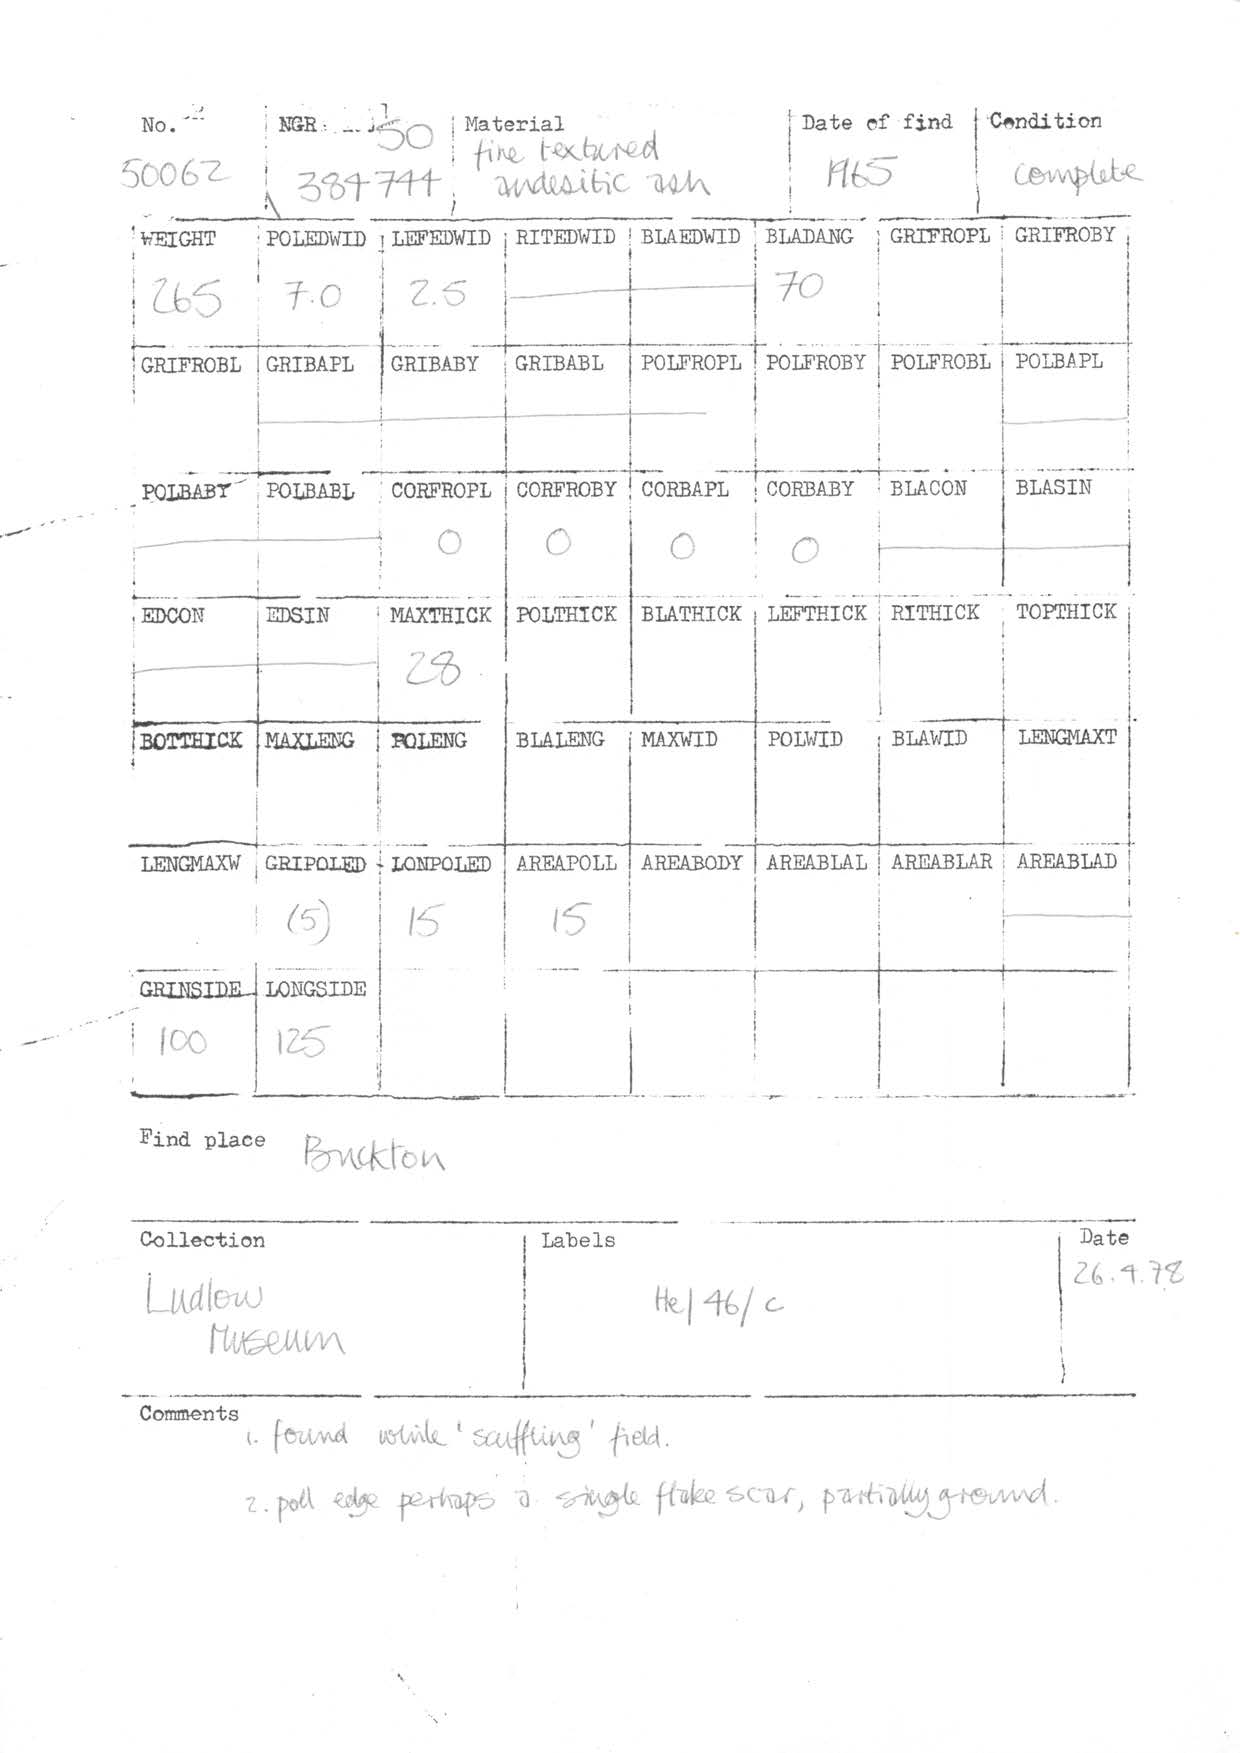 No. NGR 50 Material Date of find Condition
50062 384744 fine textured andesitic ash 1965 complete
WEIGHT POLEDWID LEFEDWID RITEDWID BLAEDWID BLADANG GRIFROPL GRIFROBY
265 7.0 2.5 70
GRIFROBL GRIBAPL GRIBABY GRIBABL POLFROPL POLFROBY POLFROBL POLBAPL
POLBABY POLBABL CORFROPL CORFROBY CORBAPL CORBABY BLACON BLASIN
0 0 0 0
EDCON EDSIN MAXTHICK POLTHICK BLATHICK LEFTHICK RITHICK TOPTHICK
28
BOTTHICK MAXLENG POLENG BLALENG MAXWID POLWID BLAWID LENGMAXT
LENGMAXW GRIPOLED LONPOLED AREAPOLL AREABODY AREABLAL AREABLAR AREABLAD
(5) 15 15
GRINSIDE LONGSIDE
100 125
Find place Buckton
Collection Labels Date
Ludlow He/46/c 26.4.78
Museum
Comments
1. found while 'scuffling' field.
2. poll edge perhaps a single flake scar, partially ground.